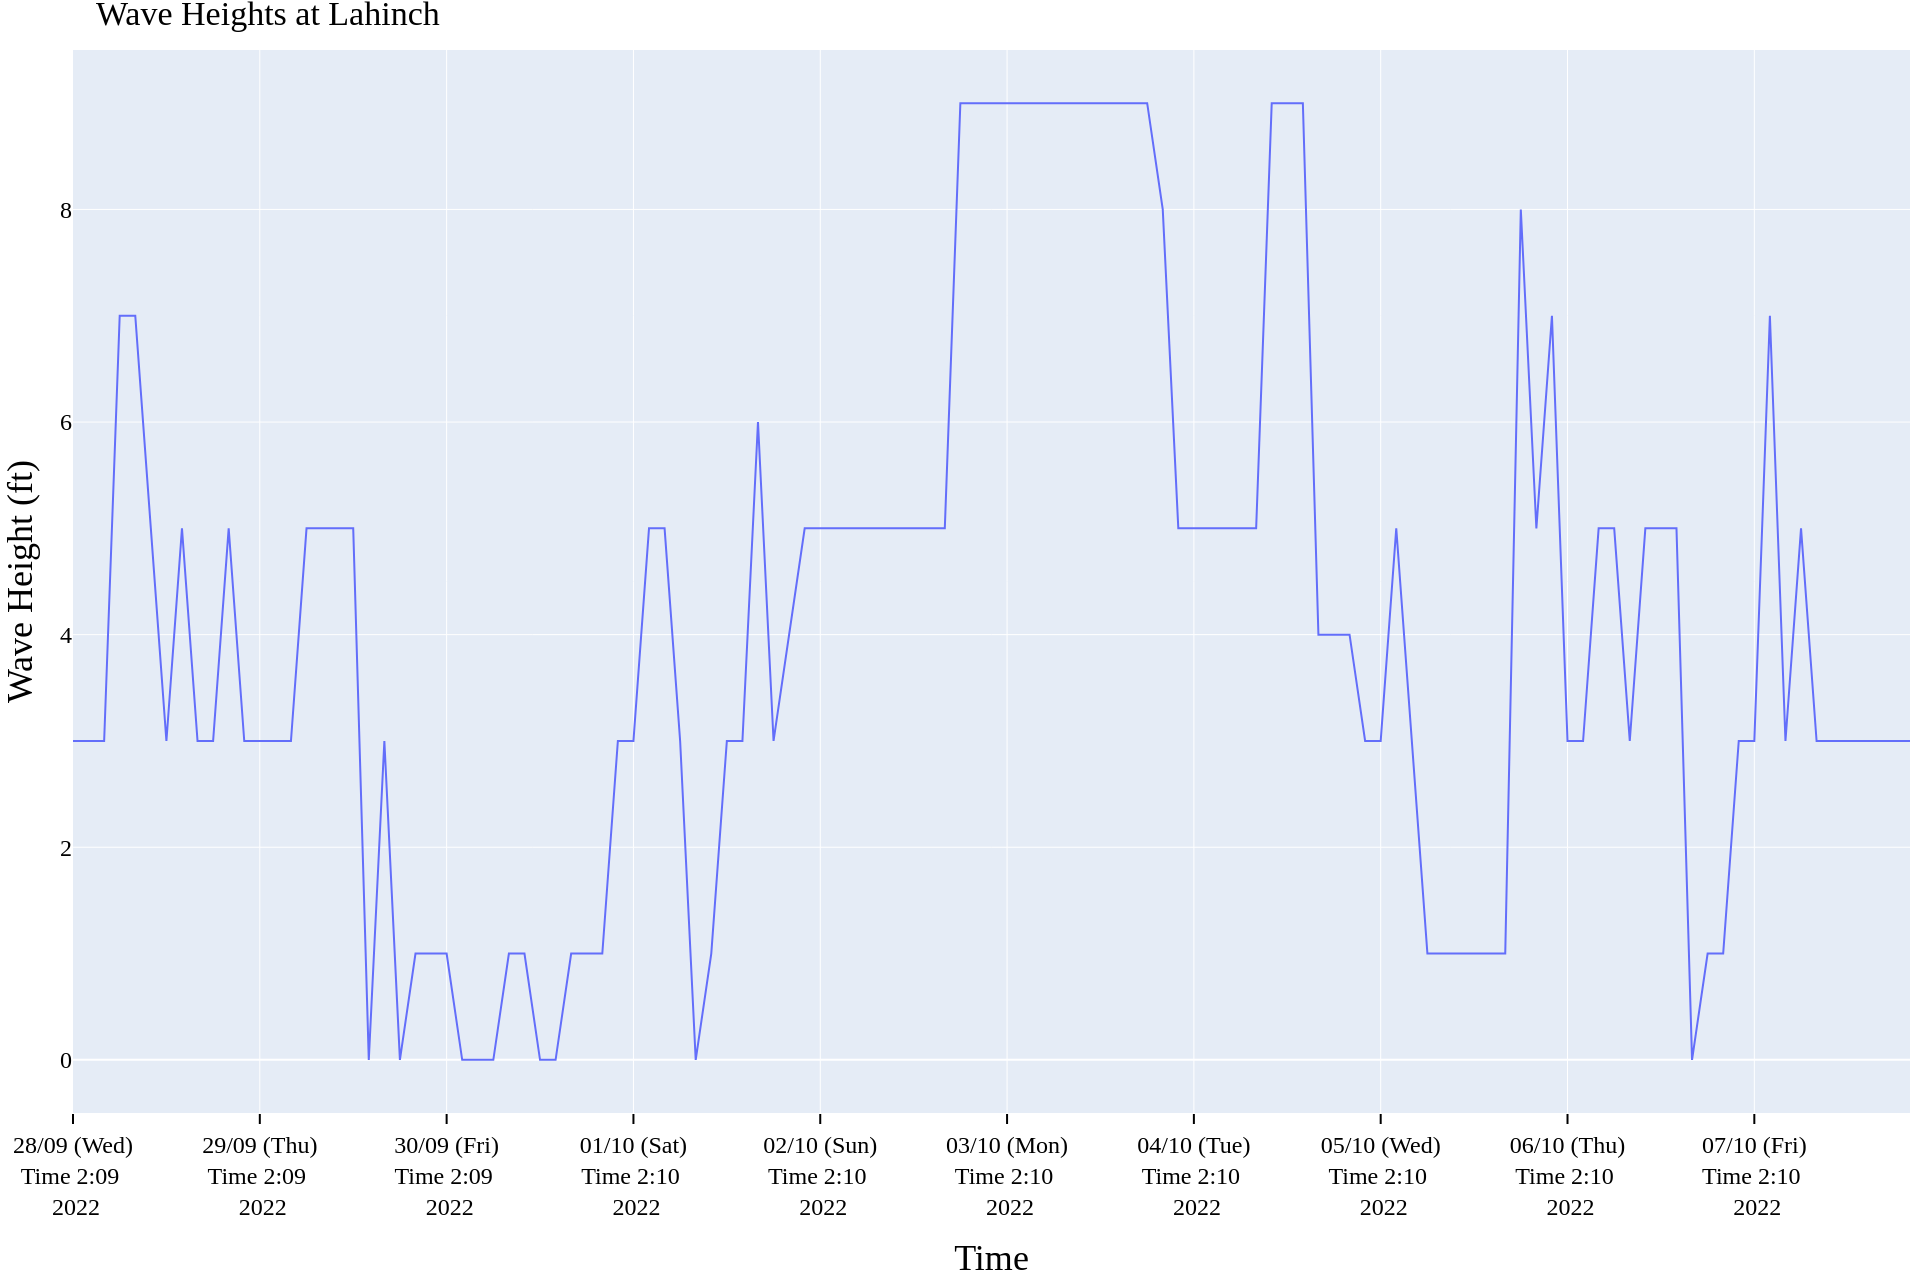 Wave Heights at Lahinch
Wave Height (ft)
8
6
4
2
0
28/09 (Wed)
Time 2:09
2022
29/09 (Thu)
Time 2:09
2022
30/09 (Fri)
Time 2:09
2022
01/10 (Sat)
Time 2:10
2022
02/10 (Sun)
Time 2:10
2022
03/10 (Mon)
Time 2:10
2022
04/10 (Tue)
Time 2:10
2022
05/10 (Wed)
Time 2:10
2022
06/10 (Thu)
Time 2:10
2022
07/10 (Fri)
Time 2:10
2022
Time